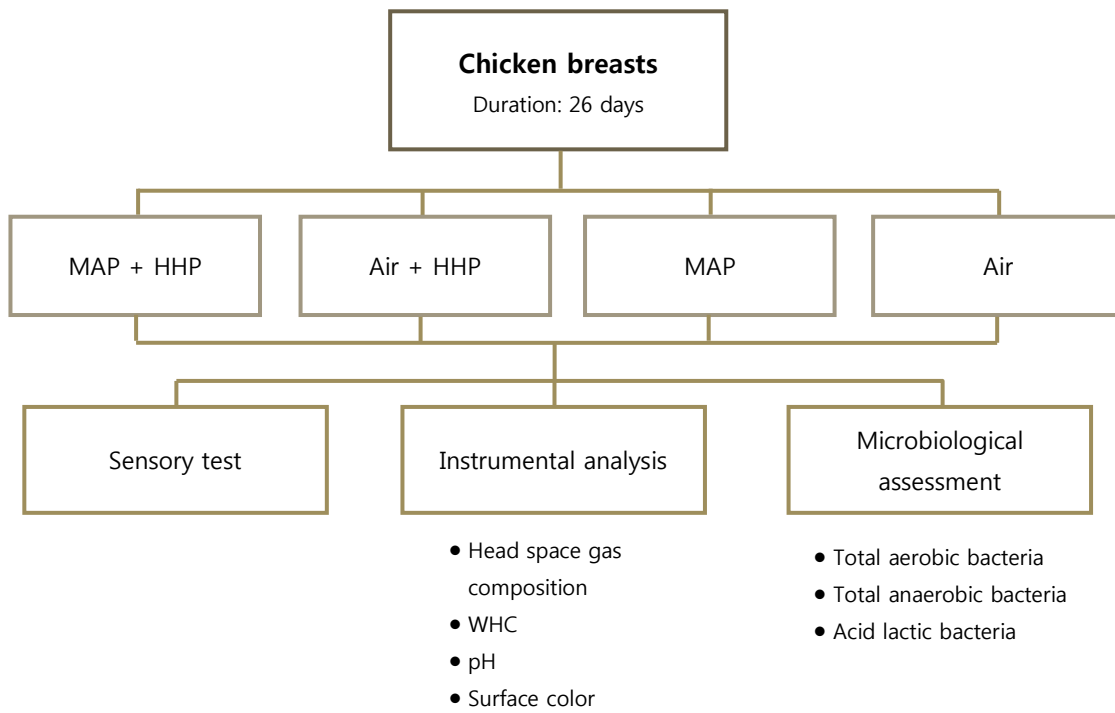 Chicken breasts
Duration: 26 days
MAP + HHP
Air + HHP
MAP
Air
Sensory test
Instrumental analysis
Microbiological
assessment
• Head space gas
composition
• WHC
• pH
• Surface color
• Total aerobic bacteria
• Total anaerobic bacteria
• Acid lactic bacteria